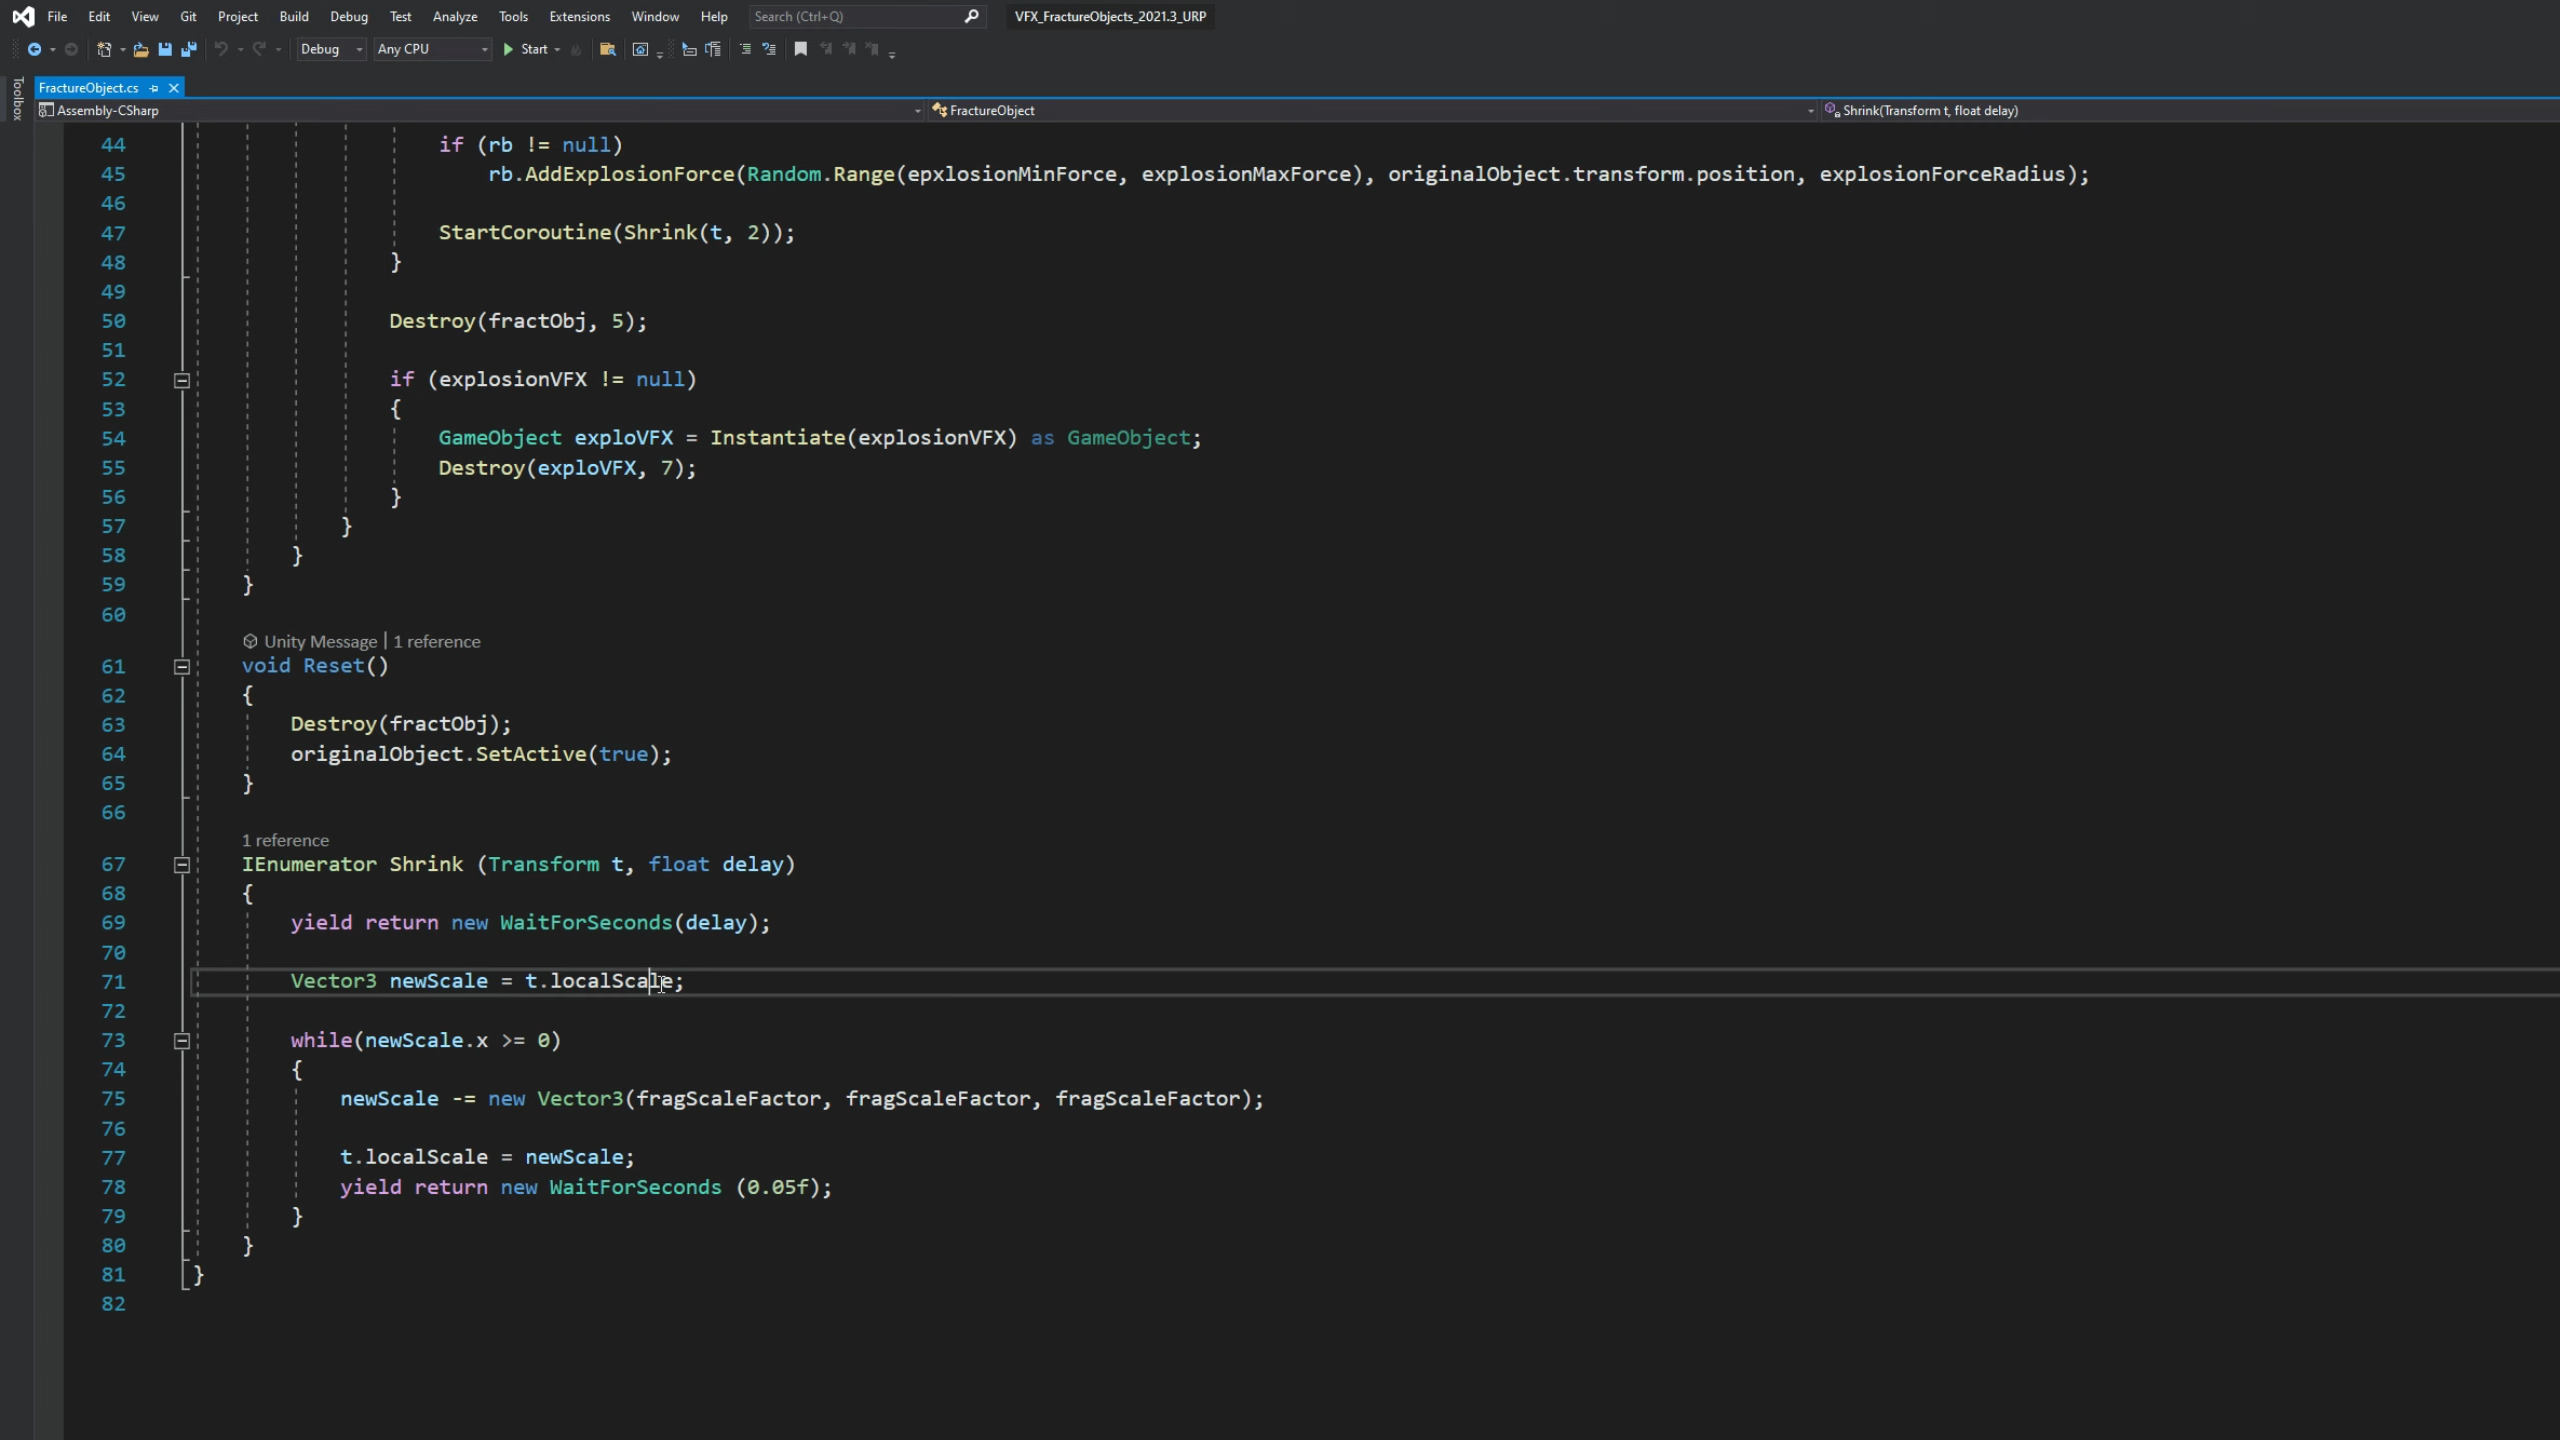 File Edit View Git Project Build Debug Test Analyze Tools Extensions Window Help Search (Ctrl+Q) VFX_FractureObjects_2021.3_URP
Debug Any CPU Start
Toolbox
FractureObject.cs
Assembly-CSharp FractureObject Shrink(Transform t, float delay)
44 if (rb != null)
45 rb.AddExplosionForce(Random.Range(epxlosionMinForce, explosionMaxForce), originalObject.transform.position, explosionForceRadius);
46
47 StartCoroutine(Shrink(t, 2));
48 }
49
50 Destroy(fractObj, 5);
51
52 if (explosionVFX != null)
53 {
54 GameObject exploVFX = Instantiate(explosionVFX) as GameObject;
55 Destroy(exploVFX, 7);
56 }
57 }
58 }
59 }
60
Unity Message | 1 reference
61 void Reset()
62 {
63 Destroy(fractObj);
64 originalObject.SetActive(true);
65 }
66
1 reference
67 IEnumerator Shrink (Transform t, float delay)
68 {
69 yield return new WaitForSeconds(delay);
70
71 Vector3 newScale = t.localScale;
72
73 while(newScale.x >= 0)
74 {
75 newScale -= new Vector3(fragScaleFactor, fragScaleFactor, fragScaleFactor);
76
77 t.localScale = newScale;
78 yield return new WaitForSeconds (0.05f);
79 }
80 }
81 }
82